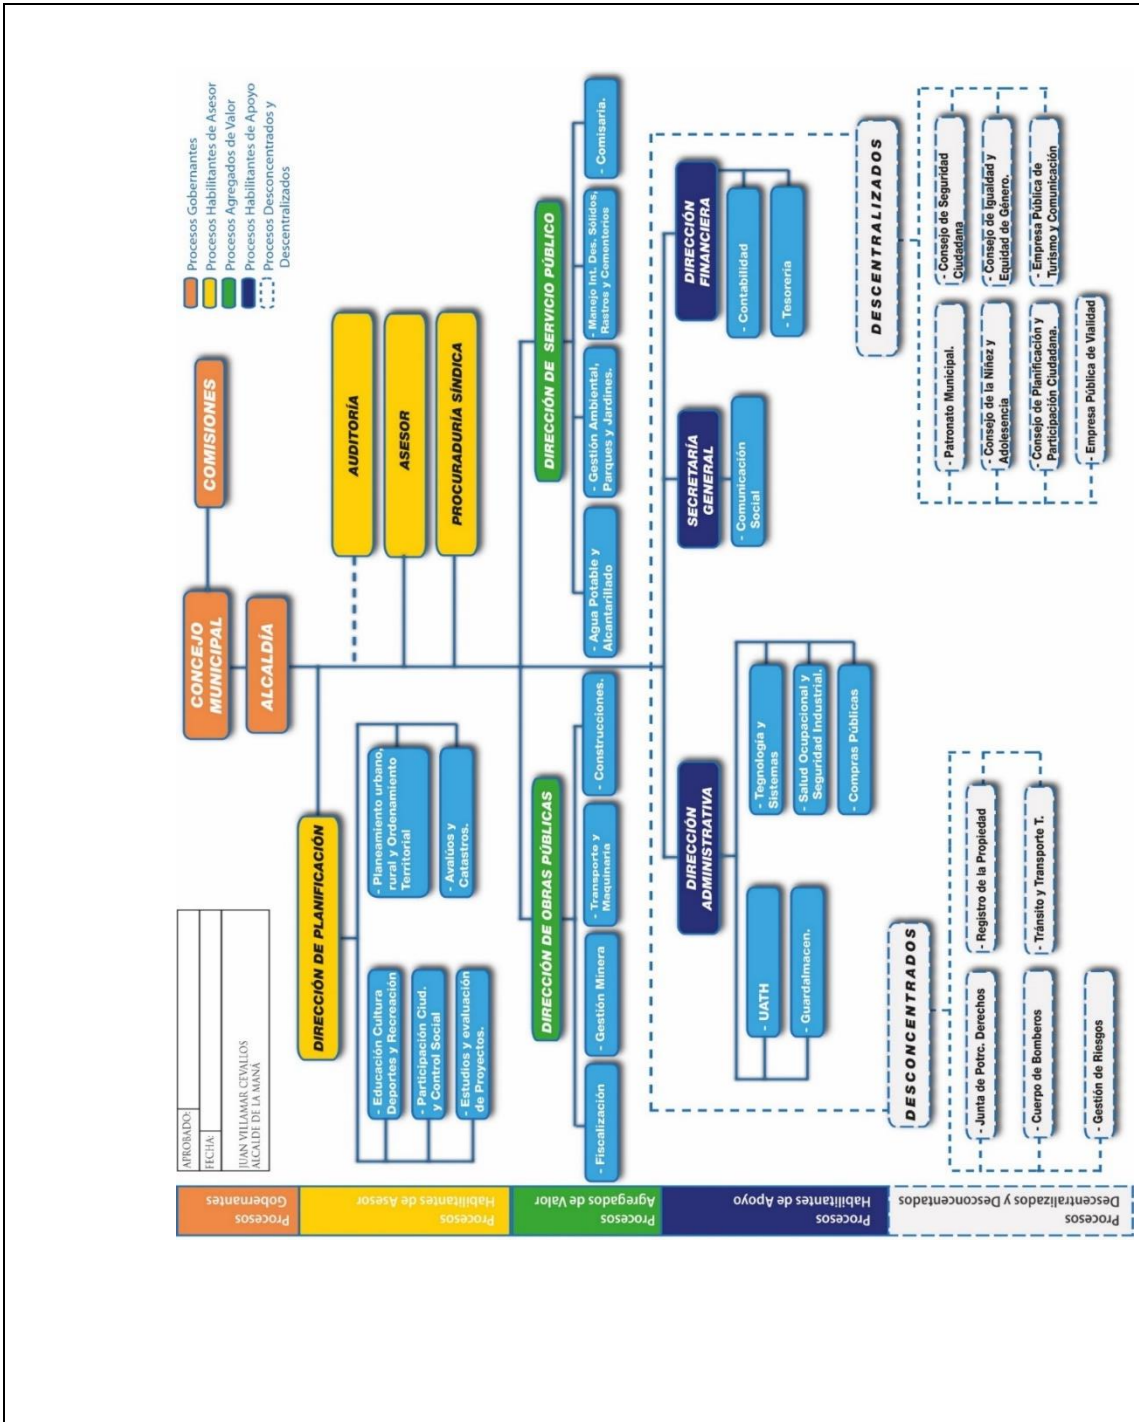 APROBADO:
FECHA:
JUAN VILLAMAR CEVALLOS
ALCALDE DE LA MANÁ
CONCEJO
MUNICIPAL
COMISIONES
ALCALDÍA
Procesos Gobernantes
Procesos Habilitantes de Asesor
Procesos Agregados de Valor
Procesos Habilitantes de Apoyo
Procesos Desconcentrados y
Descentralizados
Procesos
Gobernantes
DIRECCIÓN DE PLANIFICACIÓN
AUDITORÍA
ASESOR
PROCURADURÍA SÍNDICA
- Educación Cultura
Deportes y Recreación
- Participación Ciud.
y Control Social
- Estudios y evaluación
de Proyectos.
- Planeamiento urbano,
rural y Ordenamiento
Territorial
- Avalúos y
Catastros.
Procesos
Habilitantes de Asesor
DIRECCIÓN DE OBRAS PÚBLICAS
DIRECCIÓN DE SERVICIO PÚBLICO
- Fiscalización
- Gestión Minera
- Transporte y
Maquinaria
- Construcciones.
- Agua Potable y
Alcantarillado
- Gestión Ambiental,
Parques y Jardines.
- Manejo Int. Des. Sólidos,
Rastros y Cementerios
- Comisaria.
Procesos
Agregados de Valor
DIRECCIÓN
ADMINISTRATIVA
SECRETARÍA
GENERAL
DIRECCIÓN
FINANCIERA
- UATH
- Guardalmacen.
- Tegnología y
Sistemas
- Salud Ocupacional y
Seguridad Industrial.
- Compras Públicas
- Comunicación
Social
- Contabilidad
- Tesorería
Procesos
Habilitantes de Apoyo
DESCONCENTRADOS
- Junta de Potrc. Derechos
- Cuerpo de Bomberos
- Gestión de Riesgos
- Registro de la Propiedad
- Tránsito y Transporte T.
DESCENTRALIZADOS
- Patronato Municipal.
- Consejo de la Niñez y
Adolesencia
- Consejo de Planificación y
Participación Ciudadana.
- Empresa Pública de Vialidad
- Consejo de Seguridad
Ciudadana
- Consejo de Igualdad y
Equidad de Género.
- Empresa Pública de
Turismo y Comunicación
Procesos
Descentralizados y Desconcentados